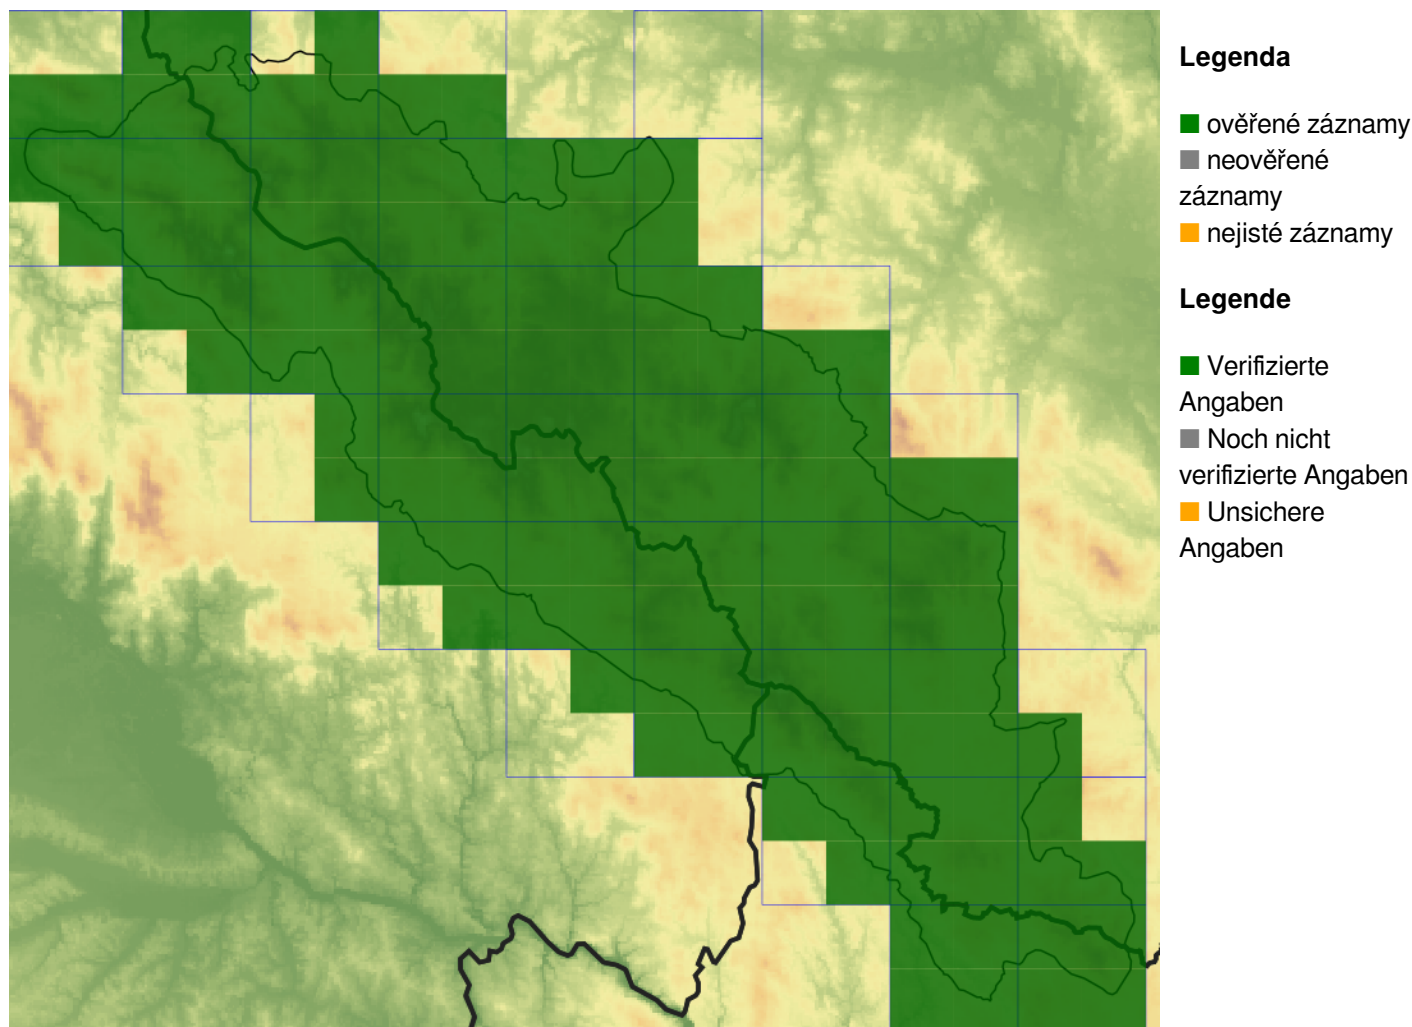 Legenda
ověřené záznamy
neověřené
záznamy
nejisté záznamy
Legende
Verifizierte
Angaben
Noch nicht
verifizierte Angaben
Unsichere
Angaben